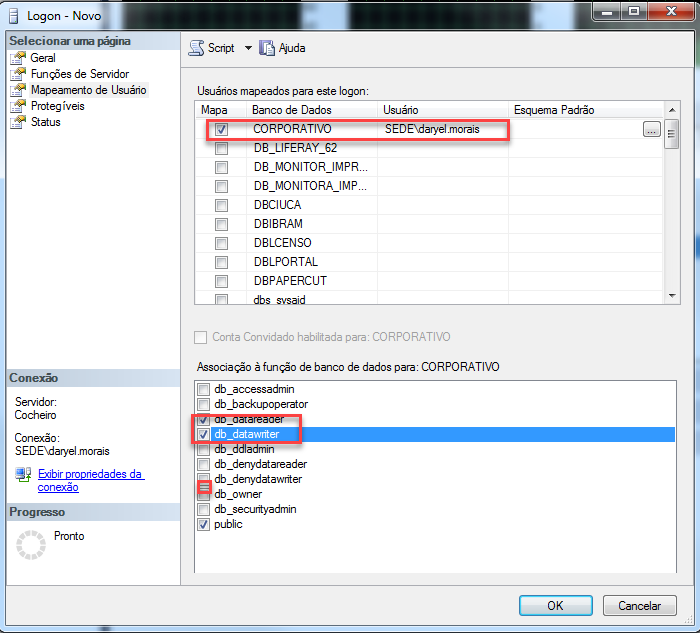 Logon - Novo
Selecionar uma página
Geral
Funções de Servidor
Mapeamento de Usuário
Protegíveis
Status
Script
Ajuda
Usuários mapeados para este logon:
Mapa Banco de Dados Usuário Esquema Padrão
CORPORATIVO SEDE\daryel.morais ...
DB_LIFERAY_62
DB_MONITOR_IMPR...
DB_MONITORA_IMP...
DBCIUCA
DBIBRAM
DBLCENSO
DBLPORTAL
DBPAPERCUT
dbs_sysaid
Conta Convidado habilitada para: CORPORATIVO
Associação à função de banco de dados para: CORPORATIVO
db_accessadmin
db_backupoperator
db_datareader
db_datawriter
db_ddladmin
db_denydatareader
db_denydatawriter
db_owner
db_securityadmin
public
Conexão
Servidor:
Cocheiro
Conexão:
SEDE\daryel.morais
Exibir propriedades da
conexão
Progresso
Pronto
OK
Cancelar